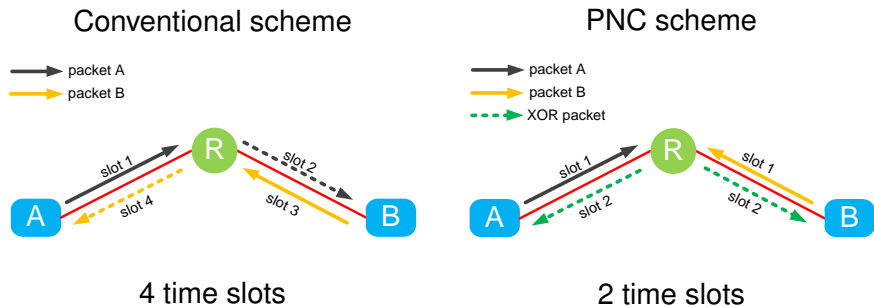 Conventional scheme
packet A
packet B
slot 1
R
slot 2
slot 4
slot 3
A
B
4 time slots
PNC scheme
packet A
packet B
XOR packet
slot 1
R
slot 1
slot 2
slot 2
A
B
2 time slots